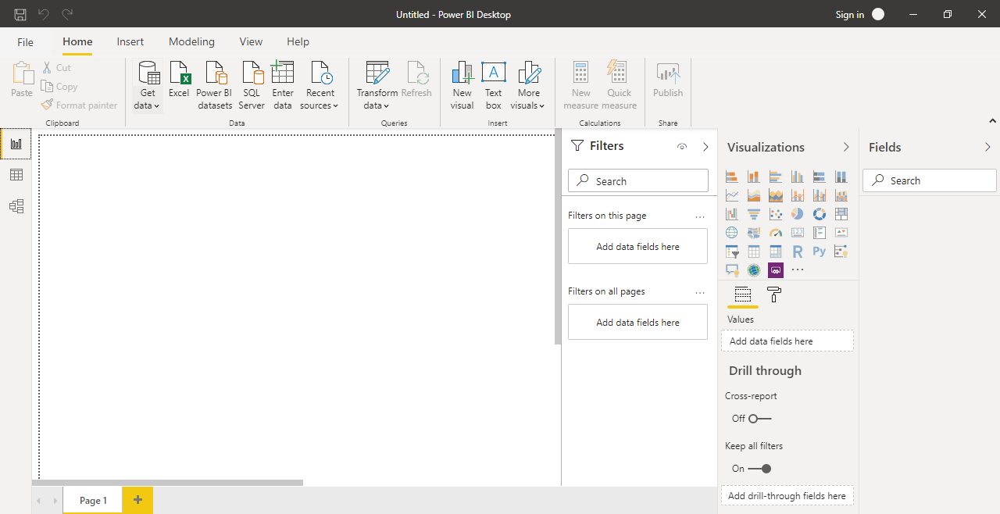 Untitled - Power BI Desktop
Sign in
File Home Insert Modeling View Help
Paste
Cut
Copy
Format painter
Clipboard
Get data
Excel
Power BI datasets
SQL Server
Enter data
Recent sources
Data
Transform data
Refresh
Queries
New visual
Text box
A
More visuals
Insert
New measure
Quick measure
Calculations
Publish
Share
Filters
Search
Filters on this page
...
Add data fields here
Filters on all pages
...
Add data fields here
Visualizations
123
R
Py
...
Values
Add data fields here
Drill through
Cross-report
Off
Keep all filters
On
Add drill-through fields here
Fields
Search
Page 1
+